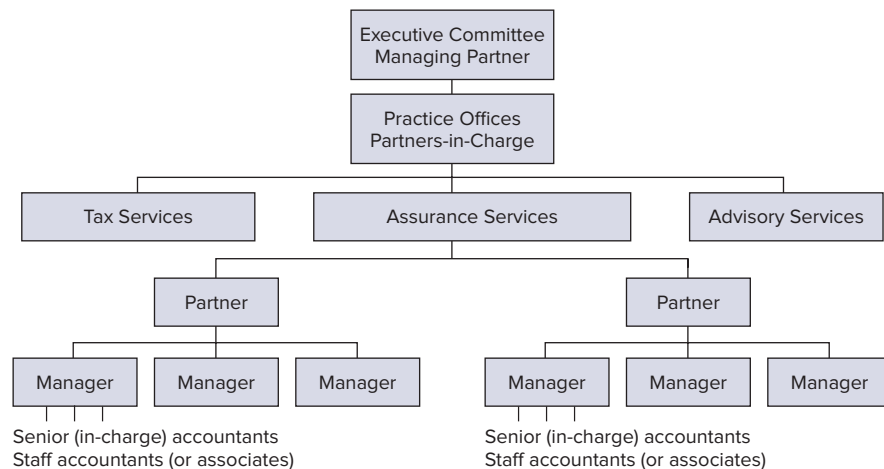 Executive Committee
Managing Partner
Practice Offices
Partners-in-Charge
Tax Services
Assurance Services
Advisory Services
Partner
Partner
Manager
Manager
Manager
Manager
Manager
Manager
Senior (in-charge) accountants
Staff accountants (or associates)
Senior (in-charge) accountants
Staff accountants (or associates)